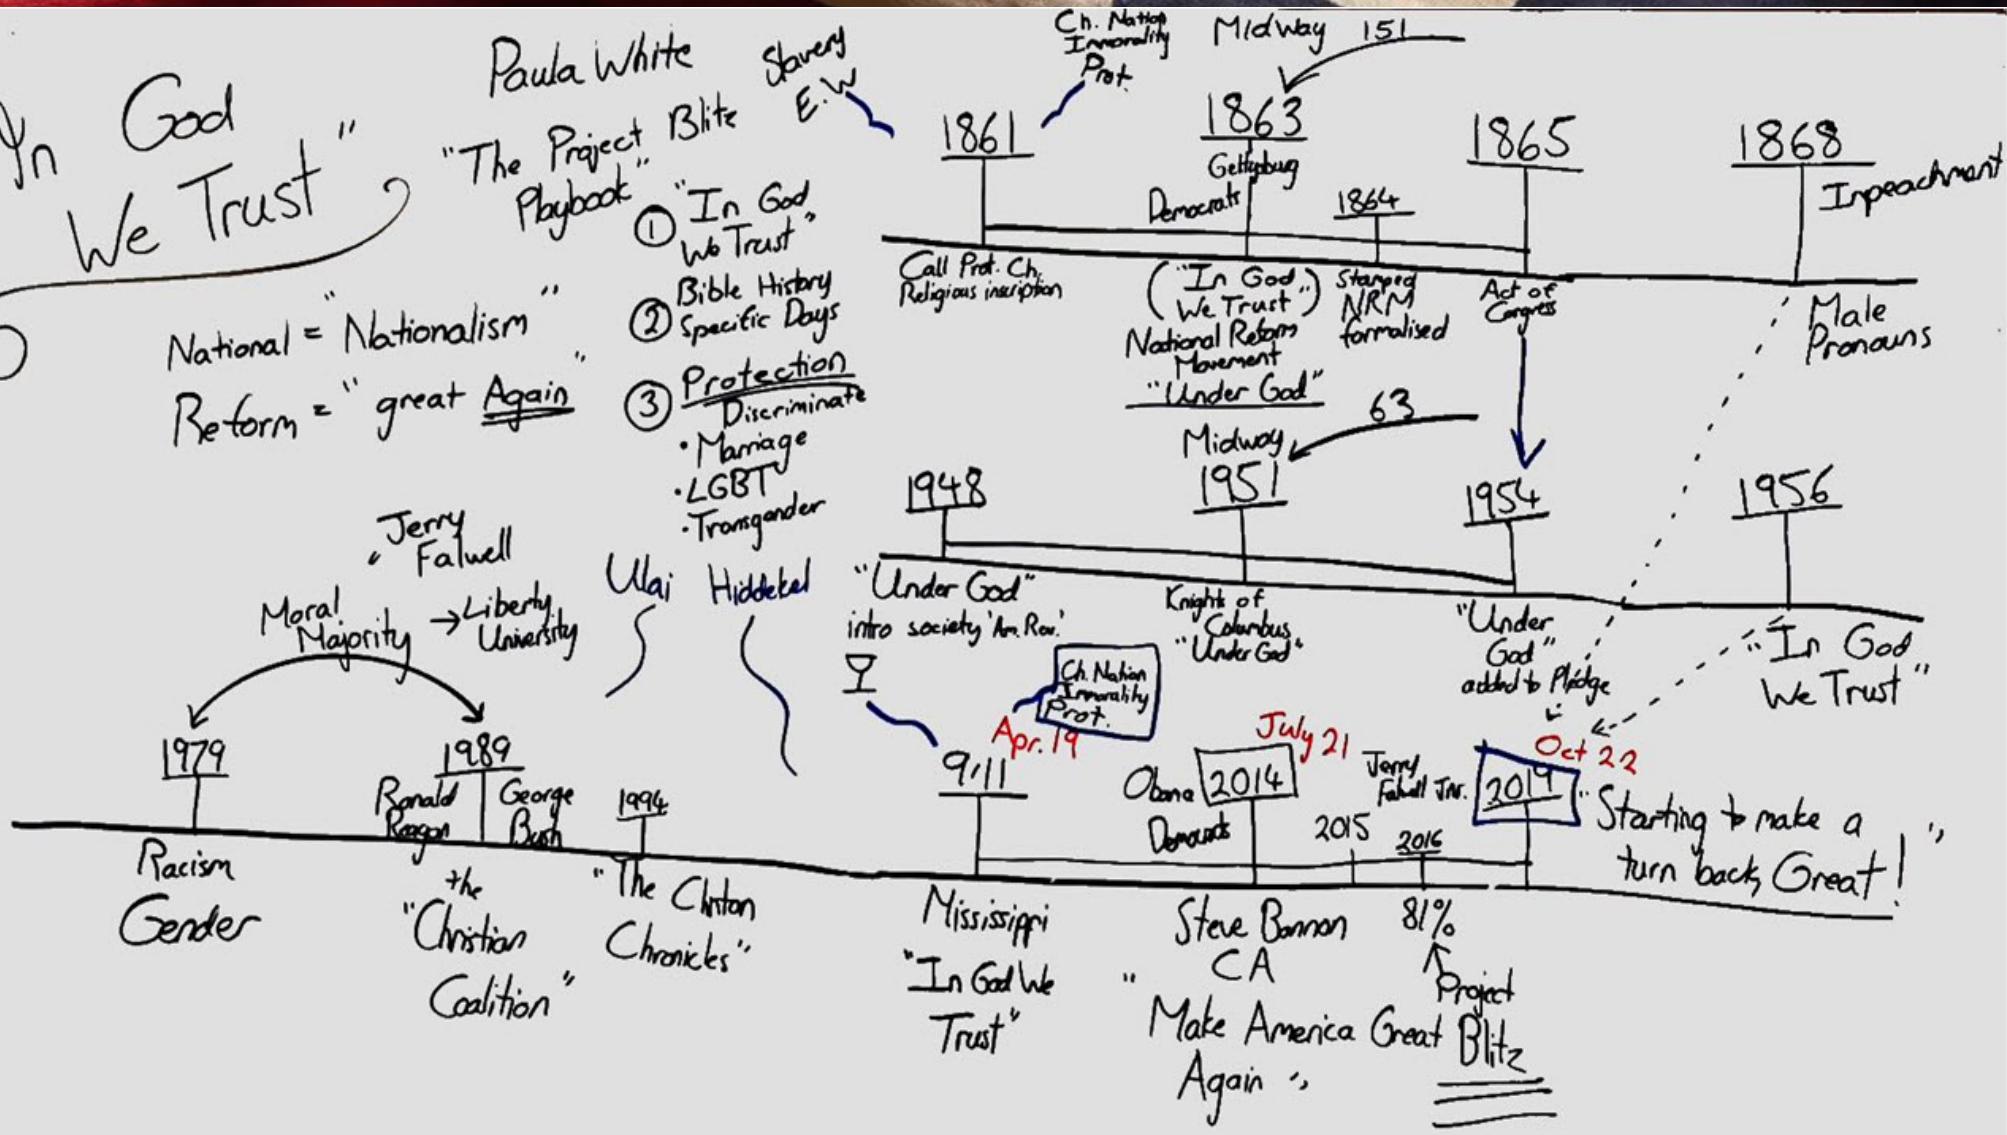 In God
We Trust"
National = "Nationalism"
Reform = "great Again"
Paula White
"The Project Blitz
Playbook"
① "In God
We Trust"
② Bible History
Specific Days
③ Protection
Discriminate
· Marriage
· LGBT
· Transgender
Slavery
E.W
Ch. Nation
Immorality
Prot.
Midway 151
1861
1863
1865
1868
Gettysburg
Democrats
1864
Inpeachment
Call Prot. Ch.
Religious inscription
("In God
We Trust")
National Reform
Movement
"Under God"
Stamped
NRM
formalised
Act of
Congress
Male
Pronouns
Midway
63
1948
1951
1954
1956
"Under God"
intro society 'Am. Rev.'
Knights of
Columbus
"Under God"
"Under
God"
added to Pledge
"In God
We Trust"
Jerry
Falwell
Moral
Majority
→ Liberty
University
Ulai
Hiddekel
1979
1989
Ronald
Reagan
George
Bush
1994
Racism
Gender
the
"Christian
Coalition"
"The Clinton
Chronicles"
Ch. Nation
Immorality
Prot.
Apr. 19
9/11
July 21
Obama
2014
Demounts
Jerry
Falwell Jnr.
2015
2016
Oct 22
2019
"Starting to make a
turn back, Great!"
Mississippi
"In God We
Trust"
Steve Bannon
CA
"Make America Great
Again"
81%
Project
Blitz